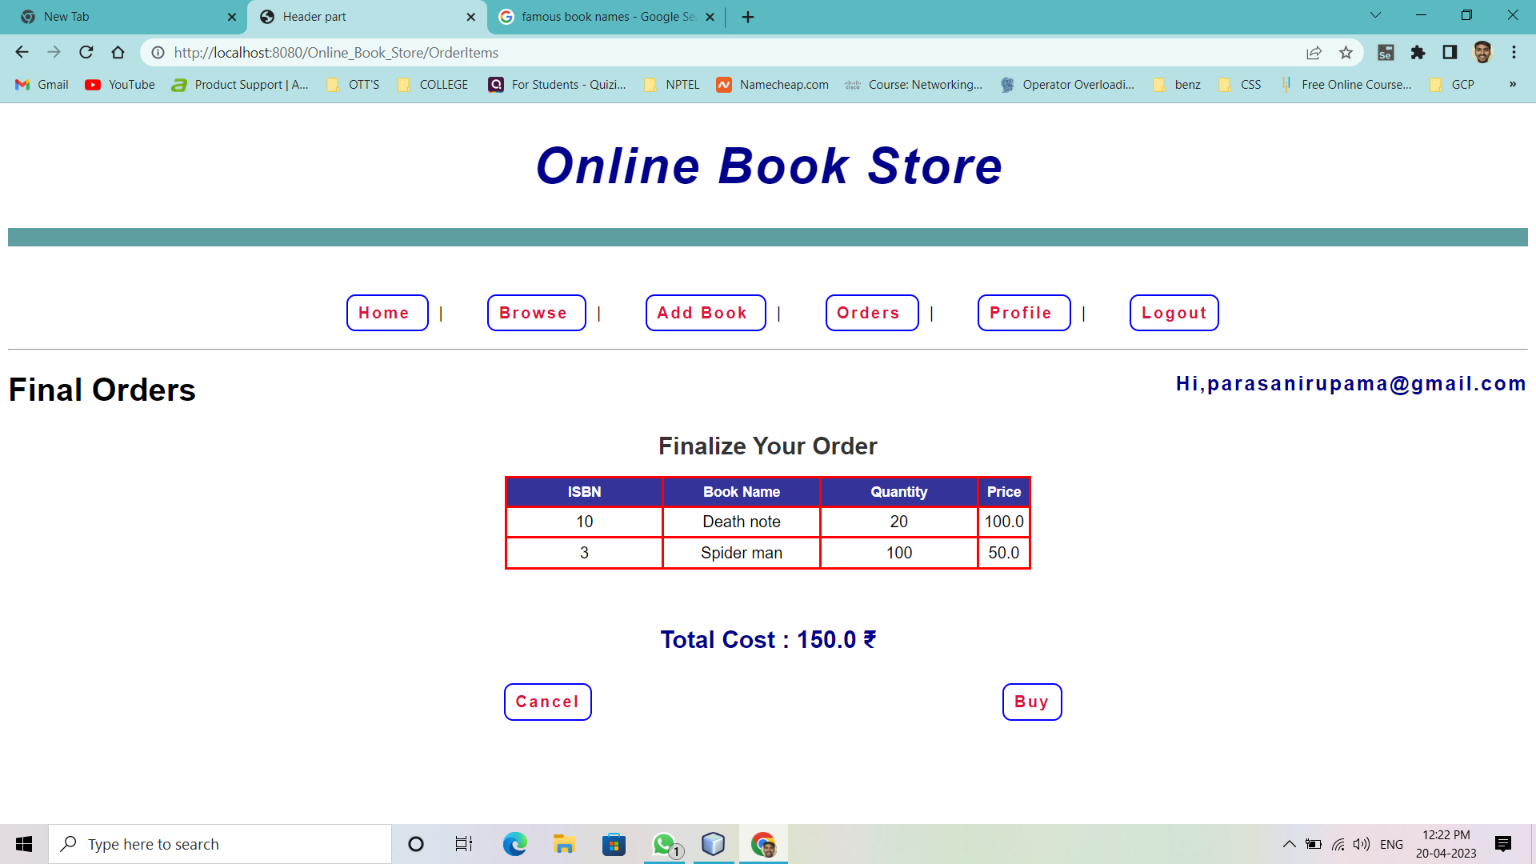 New Tab
Header part
famous book names - Google Se
http://localhost:8080/Online_Book_Store/OrderItems
Se
Gmail
YouTube
Product Support | A...
OTT'S
COLLEGE
For Students - Quizi...
NPTEL
Namecheap.com
Course: Networking...
Operator Overloadi...
benz
CSS
Free Online Course...
GCP
»
Online Book Store
Home |
Browse |
Add Book |
Orders |
Profile |
Logout
Final Orders
Hi,parasanirupama@gmail.com
Finalize Your Order
ISBN Book Name Quantity Price
10 Death note 20 100.0
3 Spider man 100 50.0
Total Cost : 150.0 ₹
Cancel
Buy
Type here to search
1
ENG
12:22 PM
20-04-2023